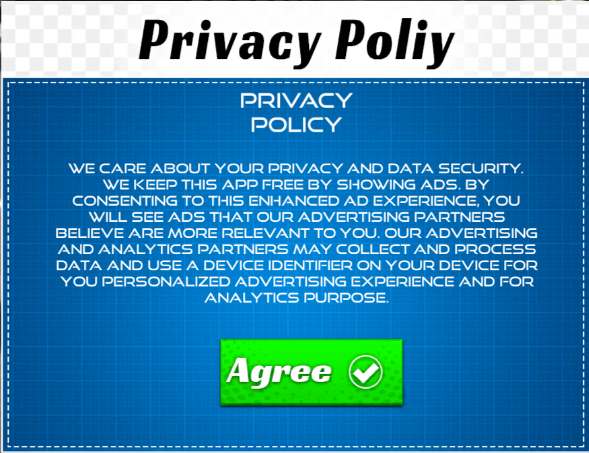 Privacy Poliy
PRIVACY
POLICY
WE CARE ABOUT YOUR PRIVACY AND DATA SECURITY.
WE KEEP THIS APP FREE BY SHOWING ADS. BY
CONSENTING TO THIS ENHANCED AD EXPERIENCE, YOU
WILL SEE ADS THAT OUR ADVERTISING PARTNERS
BELIEVE ARE MORE RELEVANT TO YOU. OUR ADVERTISING
AND ANALYTICS PARTNERS MAY COLLECT AND PROCESS
DATA AND USE A DEVICE IDENTIFIER ON YOUR DEVICE FOR
YOU PERSONALIZED ADVERTISING EXPERIENCE AND FOR
ANALYTICS PURPOSE.
Agree